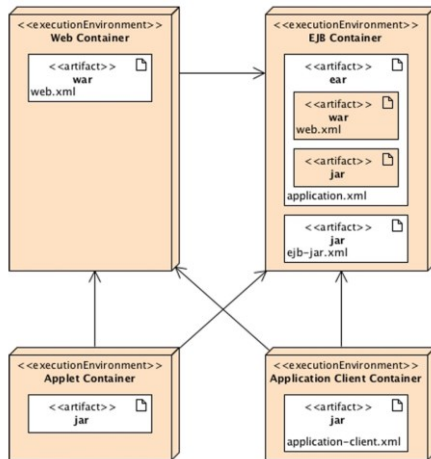 <<executionEnvironment>>
Web Container
<<artifact>>
war
web.xml
<<executionEnvironment>>
EJB Container
<<artifact>>
ear
<<artifact>>
war
web.xml
<<artifact>>
jar
application.xml
<<artifact>>
jar
ejb-jar.xml
<<executionEnvironment>>
Applet Container
<<artifact>>
jar
<<executionEnvironment>>
Application Client Container
<<artifact>>
jar
application-client.xml